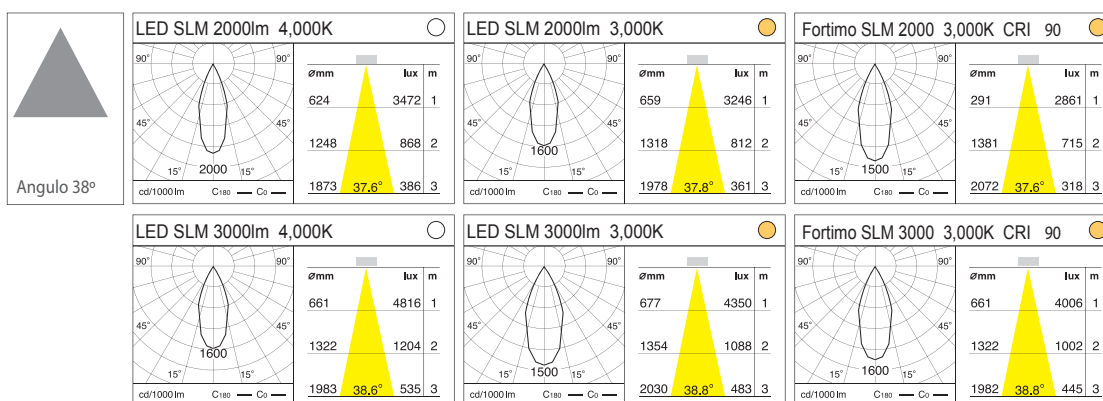 Angulo 38º
LED SLM 2000lm 4,000K
90° 90°
45° 45°
15° 2000 15°
cd/1000 lm C180 — C0 —
ømm lux m
624 3472 1
1248 868 2
1873 37.6° 386 3
LED SLM 2000lm 3,000K
90° 90°
45° 45°
1600
15° 15°
cd/1000 lm C180 — C0 —
ømm lux m
659 3246 1
1318 812 2
1978 37.8° 361 3
Fortimo SLM 2000 3,000K CRI 90
90° 90°
45° 45°
15° 1500 15°
cd/1000 lm C180 — C0 —
ømm lux m
291 2861 1
1381 715 2
2072 37.6° 318 3
LED SLM 3000lm 4,000K
90° 90°
45° 45°
1600
15° 15°
cd/1000 lm C180 — C0 —
ømm lux m
661 4816 1
1322 1204 2
1983 38.6° 535 3
LED SLM 3000lm 3,000K
90° 90°
45° 45°
15° 1500 15°
cd/1000 lm C180 — C0 —
ømm lux m
677 4350 1
1354 1088 2
2030 38.8° 483 3
Fortimo SLM 3000 3,000K CRI 90
90° 90°
45° 45°
15° 1600 15°
cd/1000 lm C180 — C0 —
ømm lux m
661 4006 1
1322 1002 2
1982 38.8° 445 3